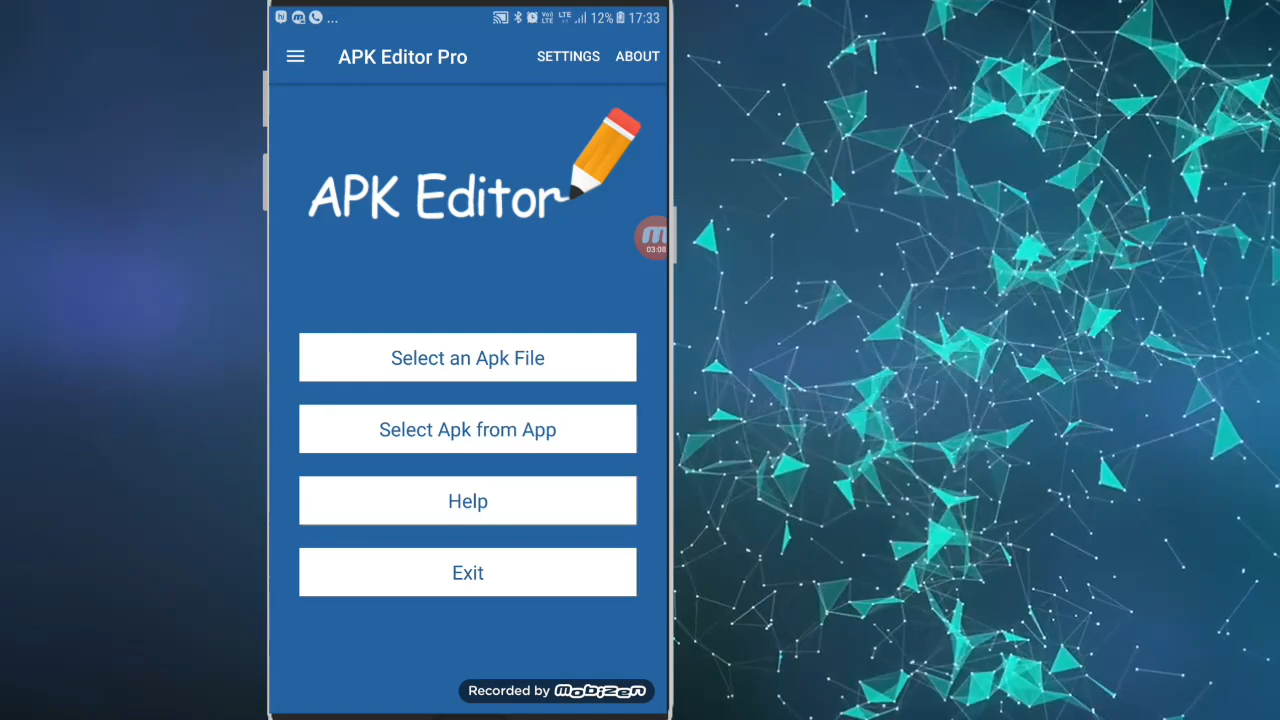 ... LTE 12% 17:33
APK Editor Pro SETTINGS ABOUT
APK Editor
03:08
Select an Apk File
Select Apk from App
Help
Exit
Recorded by mobizen